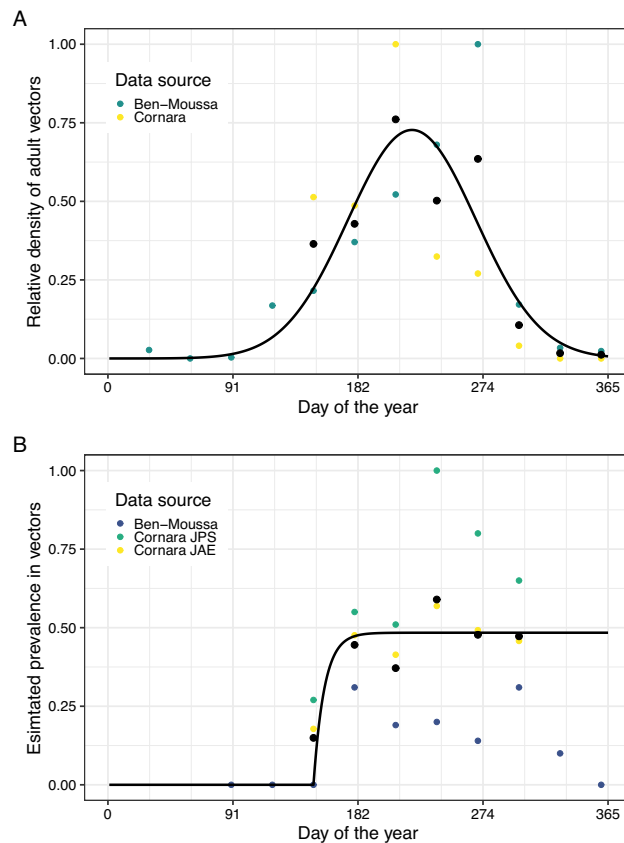 A
1.00
0.75
0.50
0.25
0.00
Relative density of adult vectors
Data source
Ben−Moussa
Cornara
0
91
182
274
365
Day of the year
B
1.00
0.75
0.50
0.25
0.00
Esimtated prevalence in vectors
Data source
Ben−Moussa
Cornara JPS
Cornara JAE
0
91
182
274
365
Day of the year